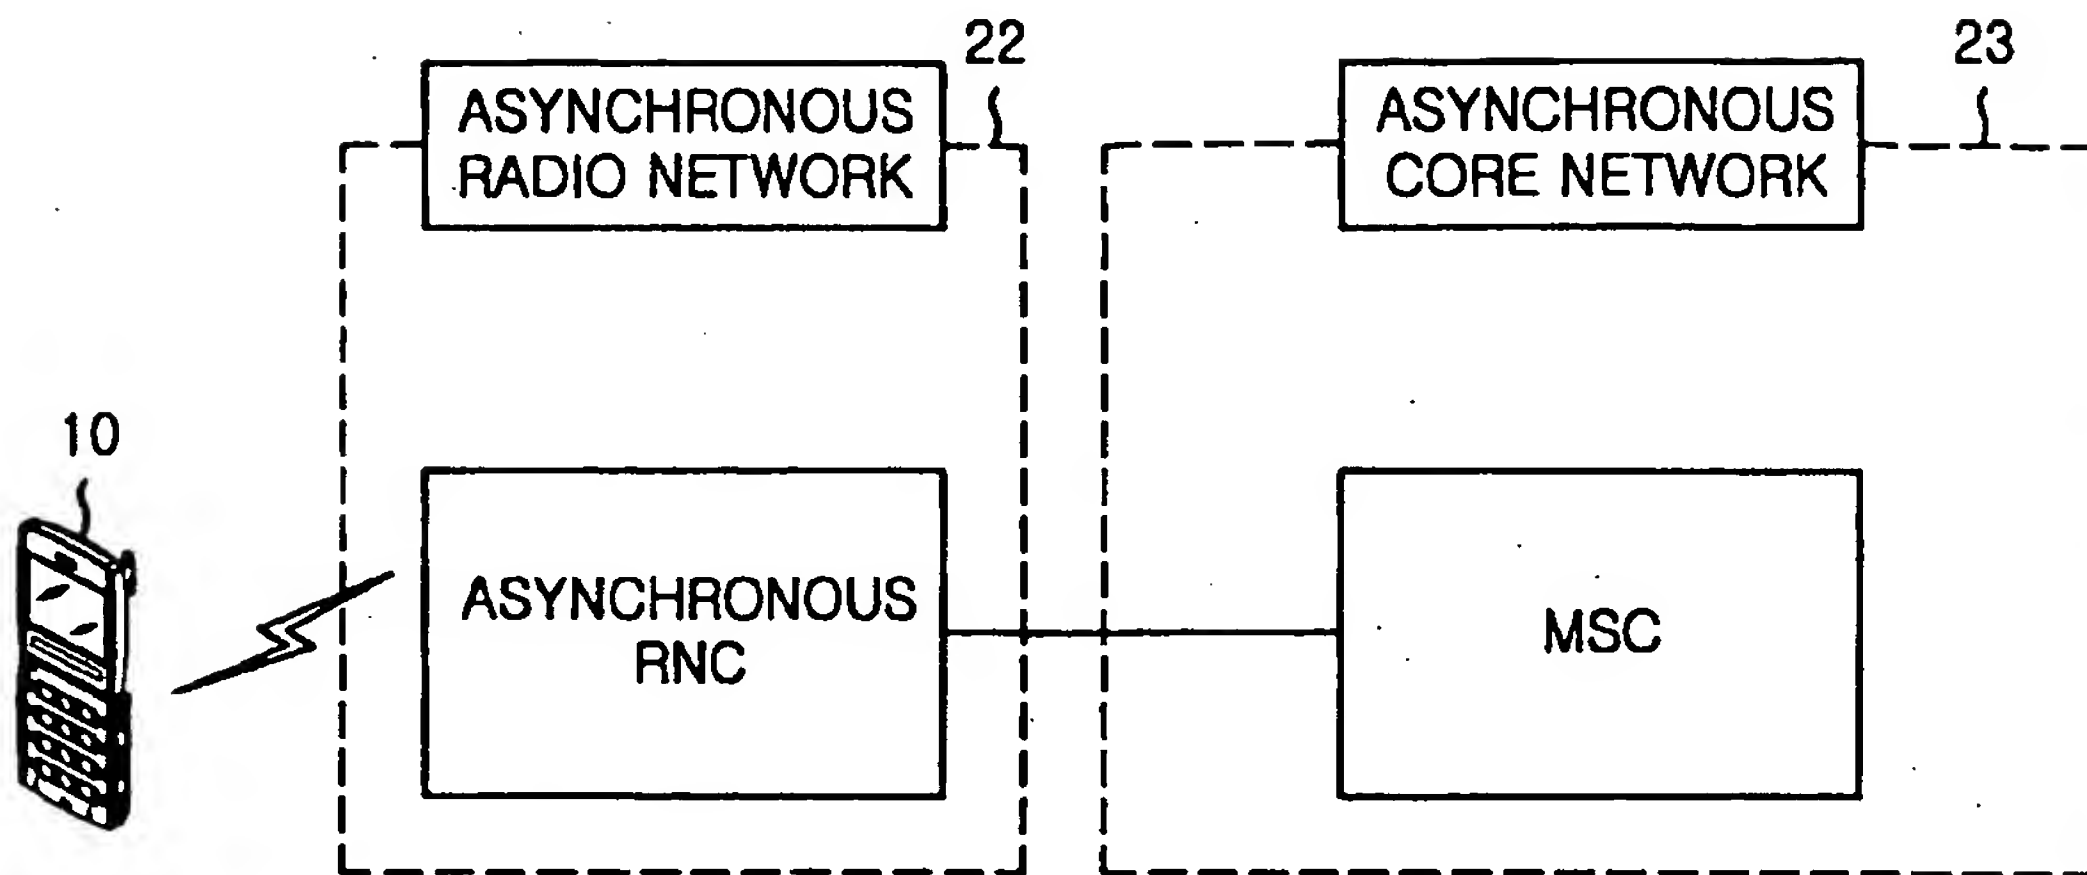 22
23
ASYNCHRONOUS
RADIO NETWORK
ASYNCHRONOUS
CORE NETWORK
10
ASYNCHRONOUS
RNC
MSC